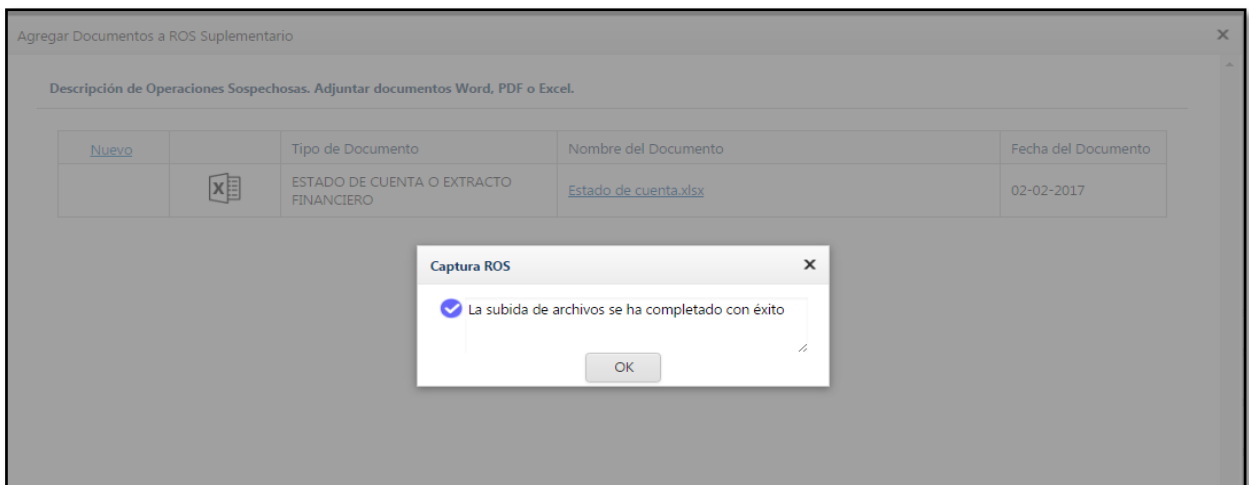 Agregar Documentos a ROS Suplementario
Descripción de Operaciones Sospechosas. Adjuntar documentos Word, PDF o Excel.
Nuevo Tipo de Documento Nombre del Documento Fecha del Documento
ESTADO DE CUENTA O EXTRACTO
FINANCIERO
Estado de cuenta.xlsx
02-02-2017
Captura ROS
La subida de archivos se ha completado con éxito
OK